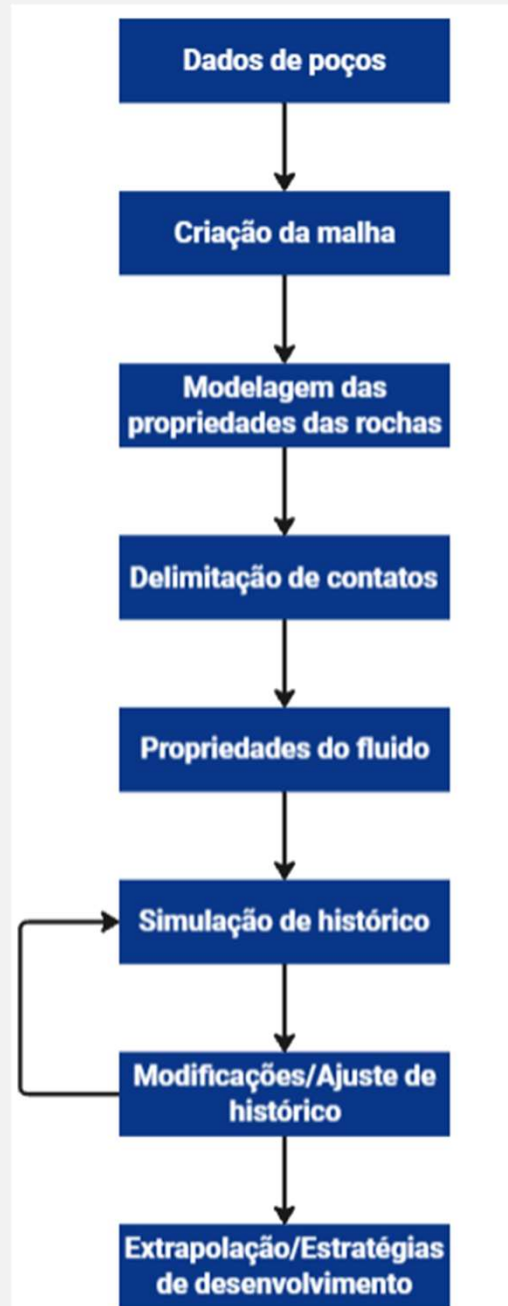 Dados de poços
Criação da malha
Modelagem das
propriedades das rochas
Delimitação de contatos
Propriedades do fluido
Simulação de histórico
Modificações/Ajuste de
histórico
Extrapolação/Estratégias
de desenvolvimento